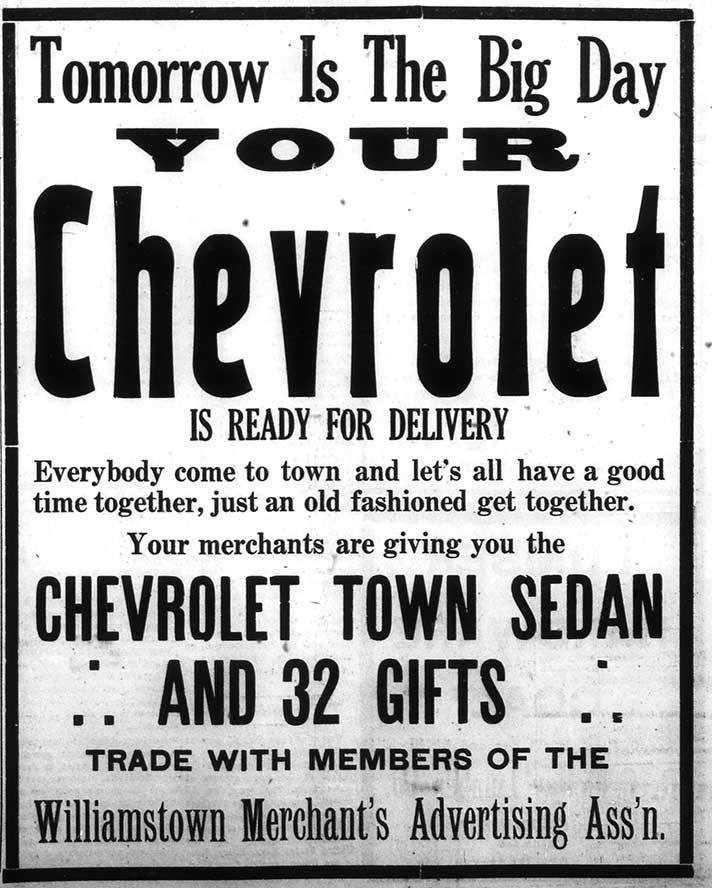 Tomorrow Is The Big Day
YOUR
Chevrolet
IS READY FOR DELIVERY
Everybody come to town and let's all have a good
time together, just an old fashioned get together.
Your merchants are giving you the
CHEVROLET TOWN SEDAN
AND 32 GIFTS
TRADE WITH MEMBERS OF THE
Williamstown Merchant's Advertising Ass'n.